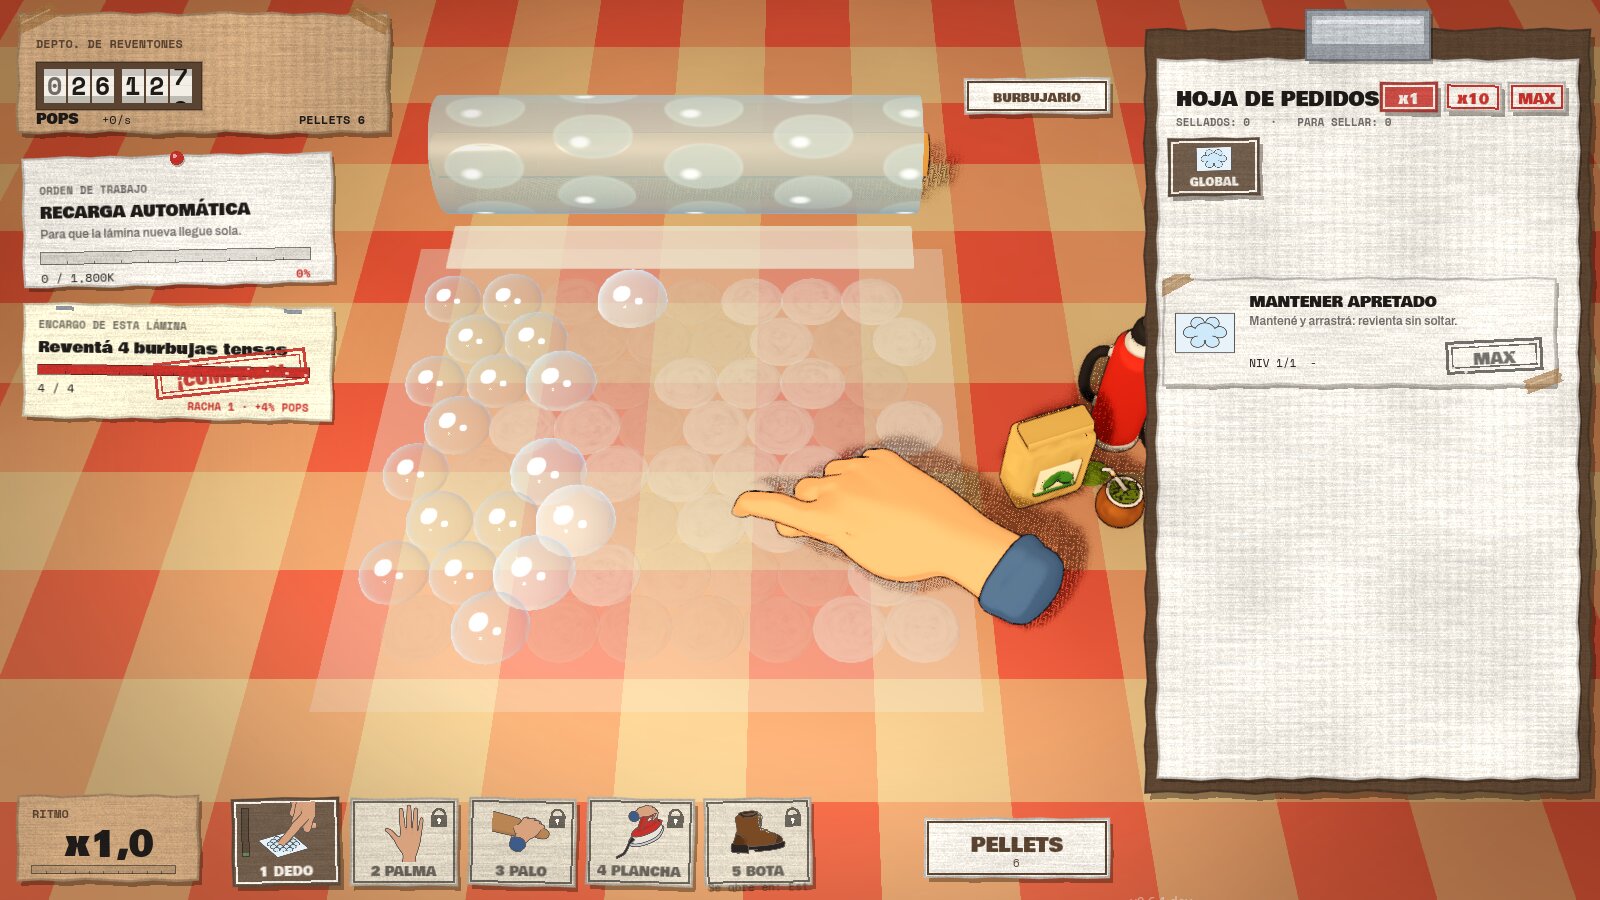 DEPTO. DE REVENTONES
026127
POPS +0/s PELLETS 6
ORDEN DE TRABAJO
RECARGA AUTOMÁTICA
Para que la lámina nueva llegue sola.
0 / 1.800K 0%
ENCARGO DE ESTA LÁMINA
Reventá 4 burbujas tensas
4 / 4
RACHA 1 · +4% POPS
BURBUJARIO
HOJA DE PEDIDOS x1 x10 MAX
SELLADOS: 0 · PARA SELLAR: 0
GLOBAL
MANTENER APRETADO
Mantené y arrastrá: revienta sin soltar.
NIV 1/1 -
MAX
RITMO
x1,0
1 DEDO
2 PALMA
3 PALO
4 PLANCHA
5 BOTA
Se abre en: Est
PELLETS
6